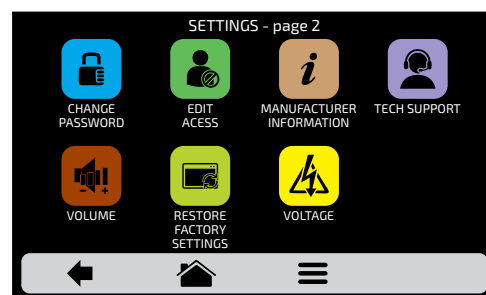 SETTINGS - page 2
CHANGE
PASSWORD
EDIT
ACESS
MANUFACTURER
INFORMATION
TECH SUPPORT
VOLUME
RESTORE
FACTORY
SETTINGS
VOLTAGE